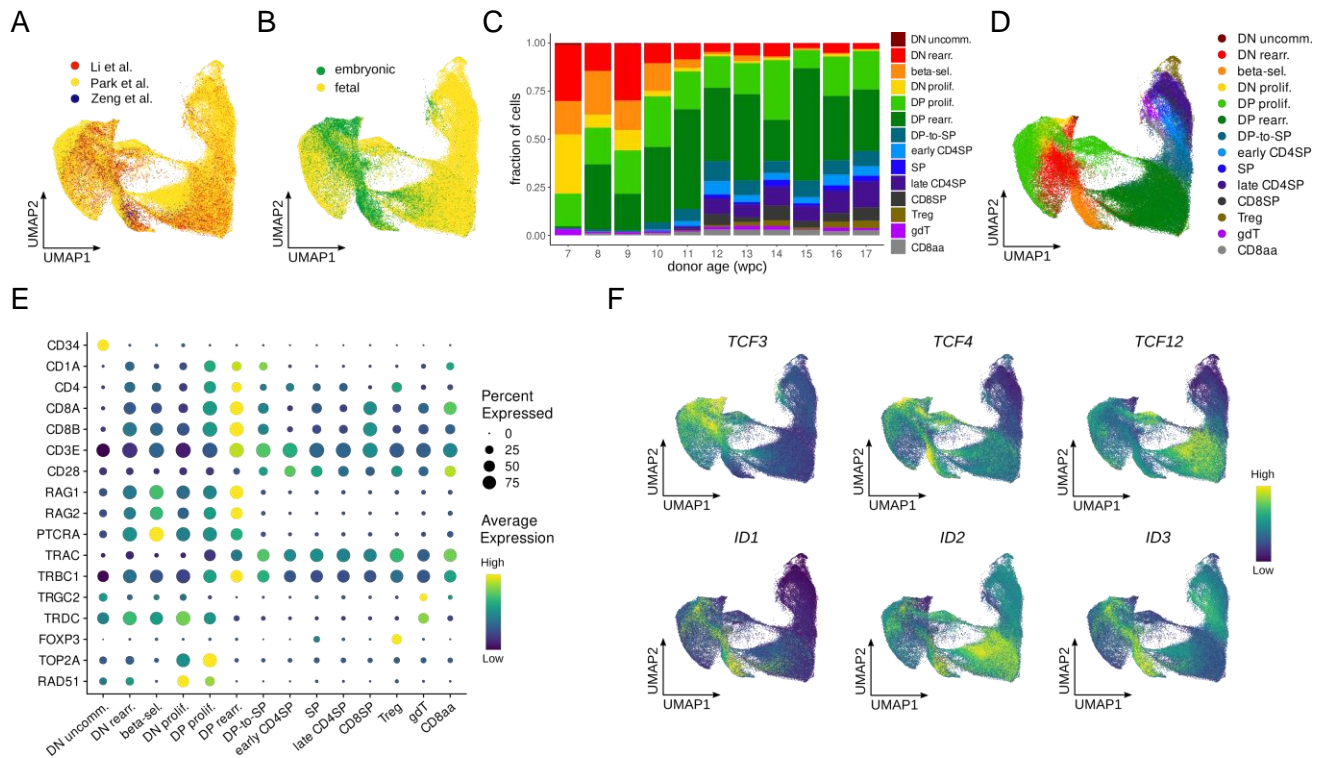 A
B
C
D
Li et al.
Park et al.
Zeng et al.
UMAP2
UMAP1
embryonic
fetal
UMAP2
UMAP1
fraction of cells
1.00
0.75
0.50
0.25
0.00
7 8 9 10 11 12 13 14 15 16 17
donor age (wpc)
DN uncomm.
DN rearr.
beta-sel.
DN prolif.
DP prolif.
DP rearr.
DP-to-SP
early CD4SP
SP
late CD4SP
CD8SP
Treg
gdT
CD8aa
UMAP2
UMAP1
DN uncomm.
DN rearr.
beta-sel.
DN prolif.
DP prolif.
DP rearr.
DP-to-SP
early CD4SP
SP
late CD4SP
CD8SP
Treg
gdT
CD8aa
E
CD34
CD1A
CD4
CD8A
CD8B
CD3E
CD28
RAG1
RAG2
PTCRA
TRAC
TRBC1
TRGC2
TRDC
FOXP3
TOP2A
RAD51
DN uncomm.
DN rearr.
beta-sel.
DN prolif.
DP prolif.
DP rearr.
DP-to-SP
early CD4SP
SP
late CD4SP
CD8SP
Treg
gdT
CD8aa
Percent
Expressed
0
25
50
75
Average
Expression
High
Low
F
TCF3
UMAP2
UMAP1
TCF4
UMAP2
UMAP1
TCF12
UMAP2
UMAP1
ID1
UMAP2
UMAP1
ID2
UMAP2
UMAP1
ID3
UMAP2
UMAP1
High
Low